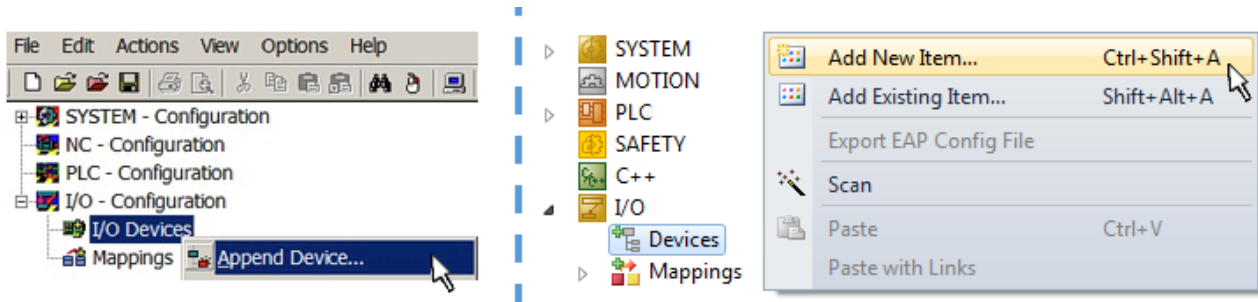 File Edit Actions View Options Help
SYSTEM - Configuration
NC - Configuration
PLC - Configuration
I/O - Configuration
I/O Devices
Mappings
Append Device...
SYSTEM
MOTION
PLC
SAFETY
C++
I/O
Devices
Mappings
Add New Item... Ctrl+Shift+A
Add Existing Item... Shift+Alt+A
Export EAP Config File
Scan
Paste Ctrl+V
Paste with Links